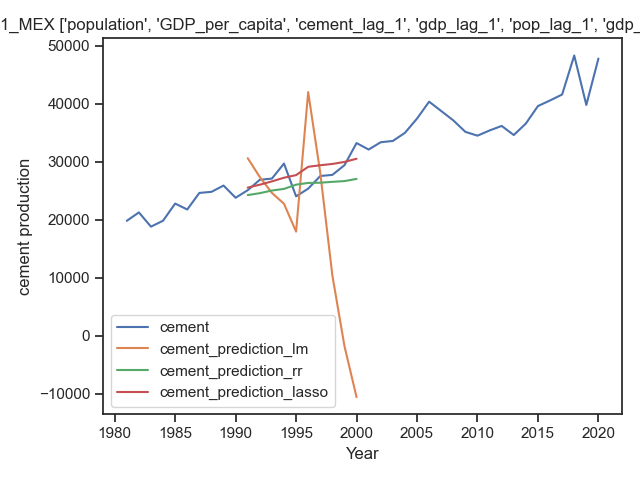 1_MEX ['population', 'GDP_per_capita', 'cement_lag_1', 'gdp_lag_1', 'pop_lag_1', 'gdp_
50000
40000
30000
20000
10000
0
−10000
cement production
cement
cement_prediction_lm
cement_prediction_rr
cement_prediction_lasso
1980 1985 1990 1995 2000 2005 2010 2015 2020
Year